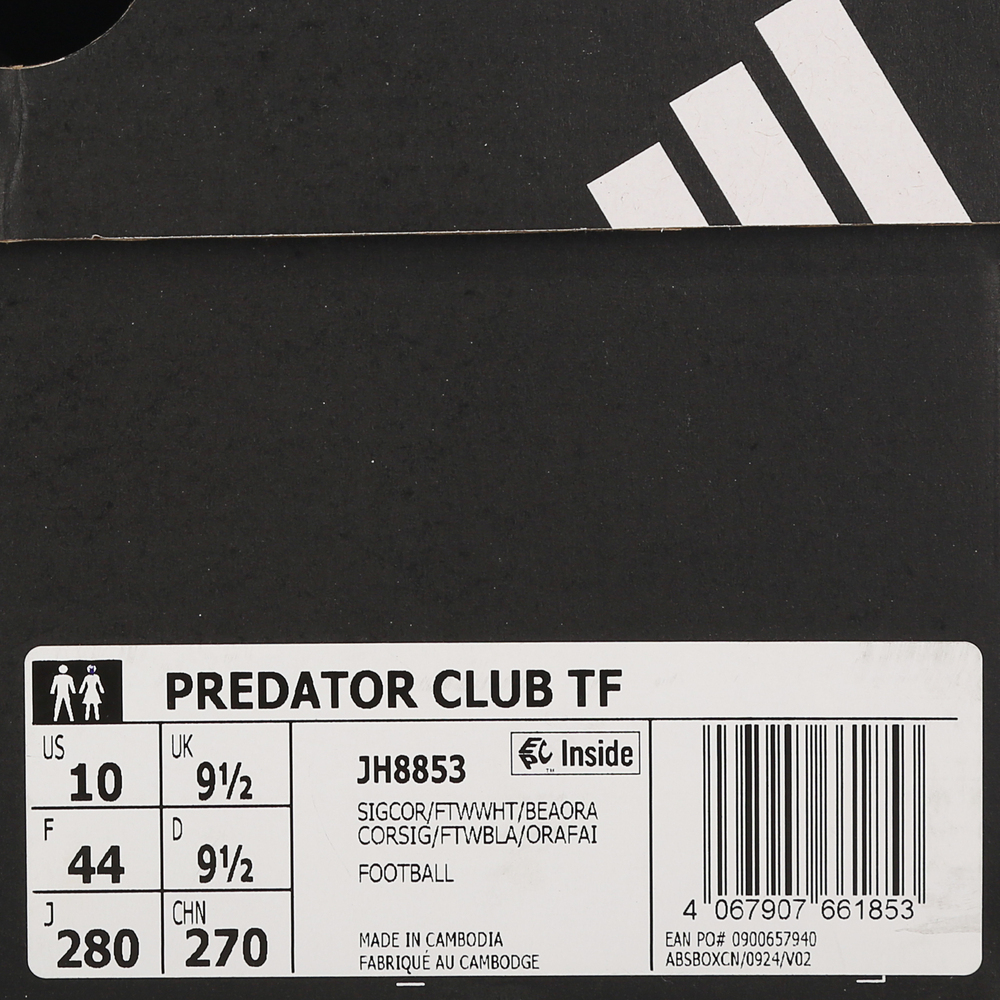 PREDATOR CLUB TF
US
10
UK
9½
F
44
D
9½
J
280
CHN
270
JH8853
Inside
SIGCOR/FTWWHT/BEAORA
CORSIG/FTWBLA/ORAFAI
FOOTBALL
MADE IN CAMBODIA
FABRIQUÉ AU CAMBODGE
4 067907 661853
EAN PO# 0900657940
ABSBOXCN/0924/V02